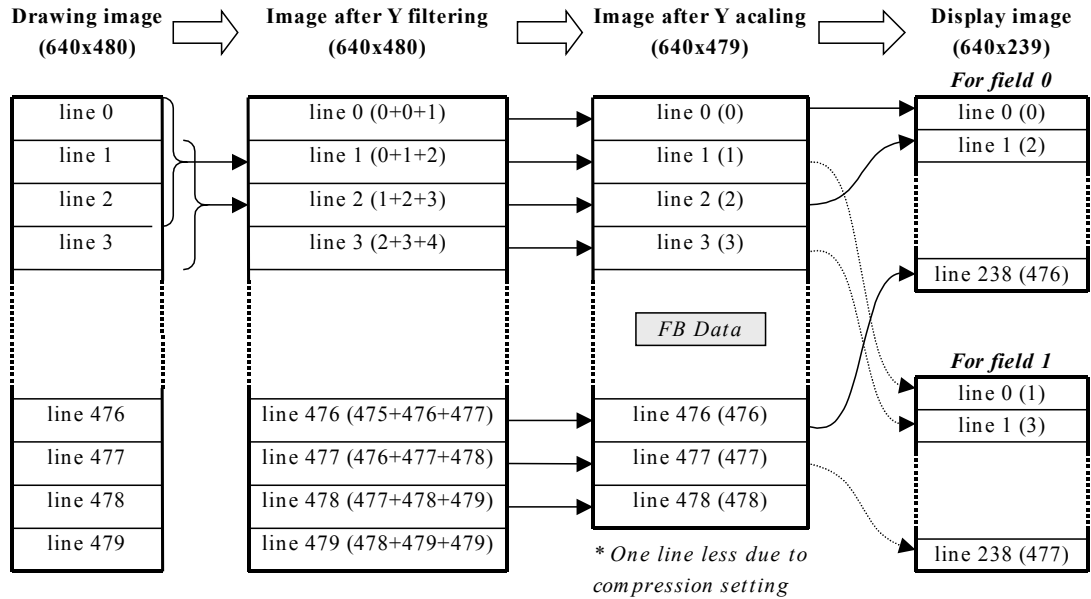 Drawing image
(640x480)
Image after Y filtering
(640x480)
Image after Y acaling
(640x479)
Display image
(640x239)
line 0
line 1
line 2
line 3
line 476
line 477
line 478
line 479
line 0 (0+0+1)
line 1 (0+1+2)
line 2 (1+2+3)
line 3 (2+3+4)
line 476 (475+476+477)
line 477 (476+477+478)
line 478 (477+478+479)
line 479 (478+479+479)
line 0 (0)
line 1 (1)
line 2 (2)
line 3 (3)
FB Data
line 476 (476)
line 477 (477)
line 478 (478)
* One line less due to
compression setting
For field 0
line 0 (0)
line 1 (2)
line 238 (476)
For field 1
line 0 (1)
line 1 (3)
line 238 (477)